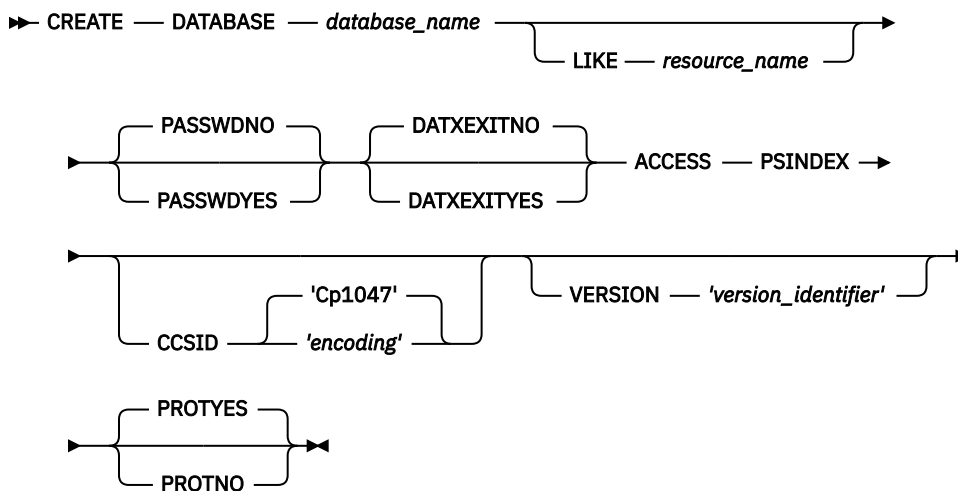 CREATE DATABASE database_name
LIKE resource_name
PASSWDNO DATXEXITNO
ACCESS PSINDEX
PASSWDYES DATXEXITYES
'Cp1047' VERSION 'version_identifier'
CCSID 'encoding'
PROTYES
PROTNO